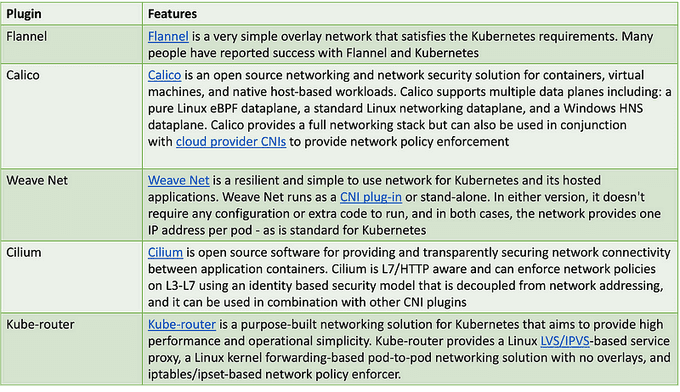 Plugin Features
Flannel Flannel is a very simple overlay network that satisfies the Kubernetes requirements. Many
people have reported success with Flannel and Kubernetes
Calico Calico is an open source networking and network security solution for containers, virtual
machines, and native host-based workloads. Calico supports multiple data planes including: a
pure Linux eBPF dataplane, a standard Linux networking dataplane, and a Windows HNS
dataplane. Calico provides a full networking stack but can also be used in conjunction
with cloud provider CNIs to provide network policy enforcement
Weave Net Weave Net is a resilient and simple to use network for Kubernetes and its hosted
applications. Weave Net runs as a CNI plug-in or stand-alone. In either version, it doesn't
require any configuration or extra code to run, and in both cases, the network provides one
IP address per pod - as is standard for Kubernetes
Cilium Cilium is open source software for providing and transparently securing network connectivity
between application containers. Cilium is L7/HTTP aware and can enforce network policies
on L3-L7 using an identity based security model that is decoupled from network addressing,
and it can be used in combination with other CNI plugins
Kube-router Kube-router is a purpose-built networking solution for Kubernetes that aims to provide high
performance and operational simplicity. Kube-router provides a Linux LVS/IPVS-based service
proxy, a Linux kernel forwarding-based pod-to-pod networking solution with no overlays, and
iptables/ipset-based network policy enforcer.